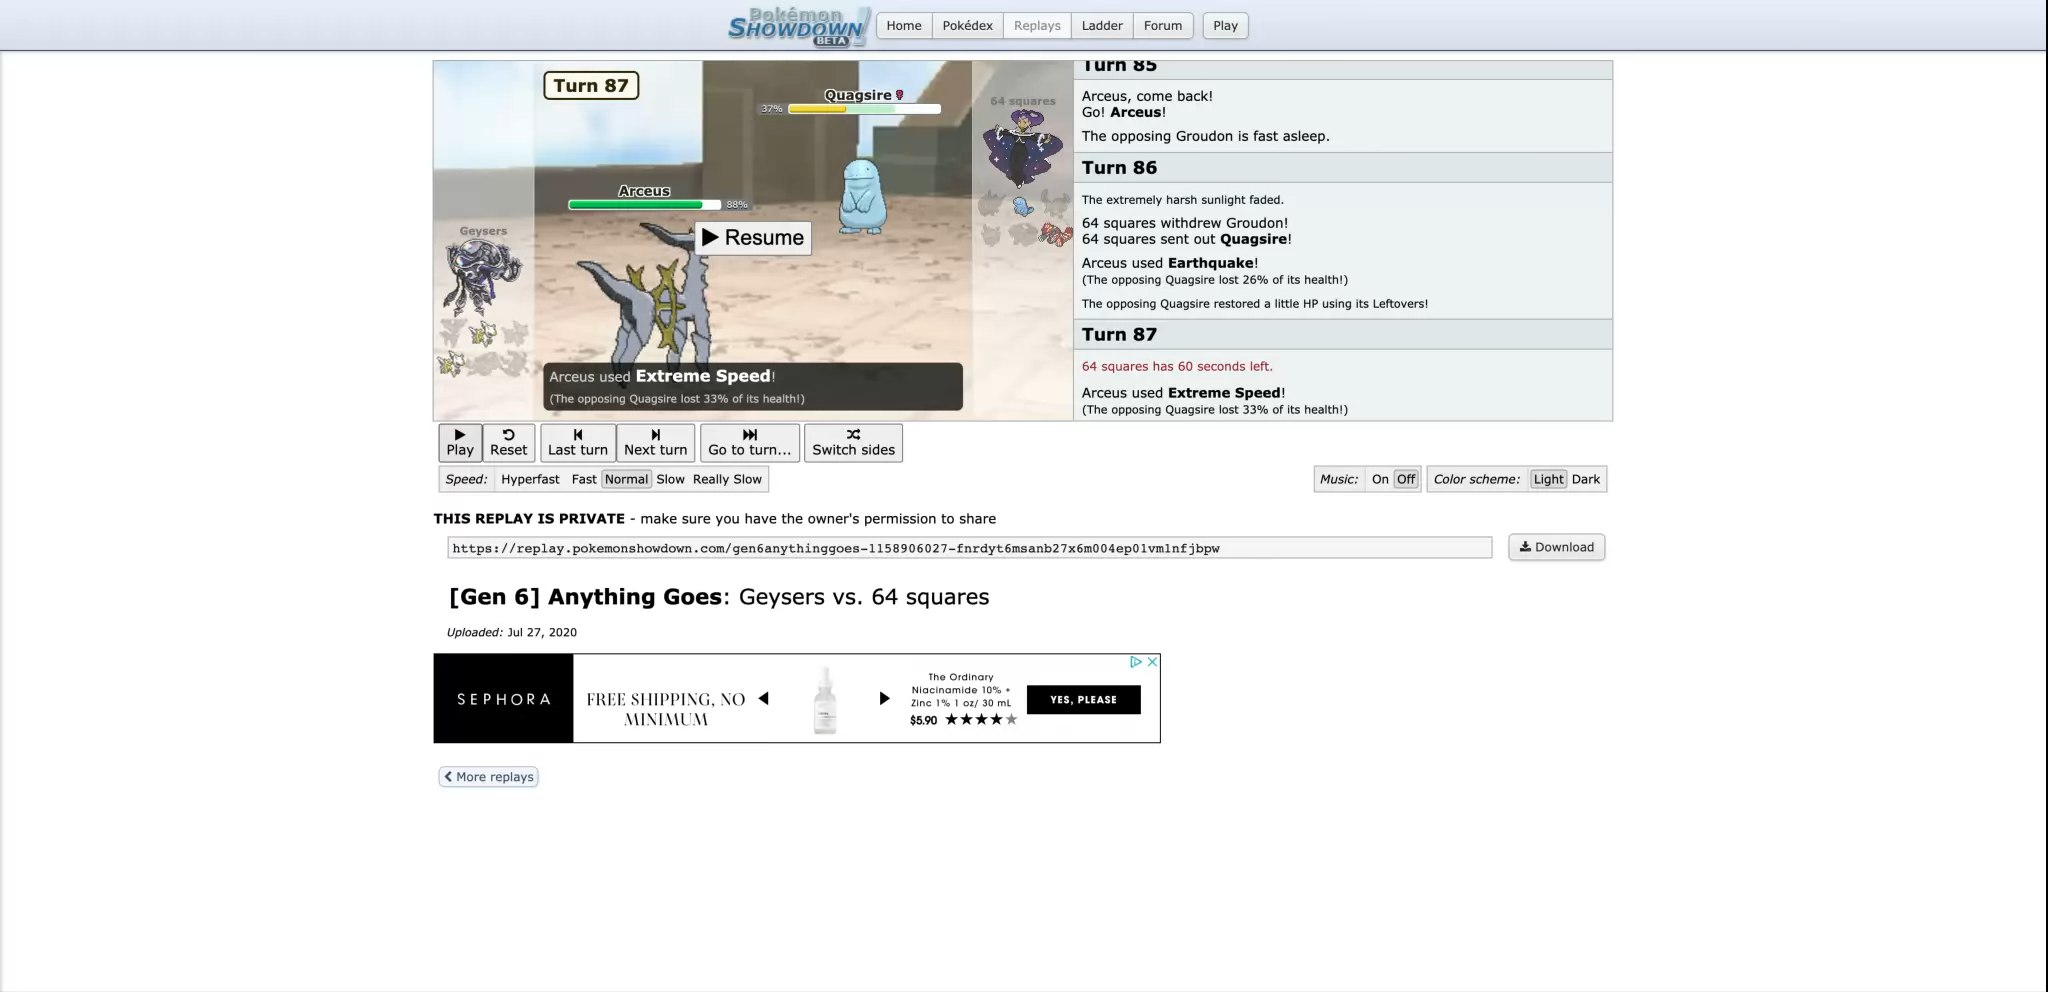 Pokémon
SHOWDOWN!
BETA
Home
Pokédex
Replays
Ladder
Forum
Play
Turn 87
Quagsire
37%
64 squares
Arceus
88%
Resume
Geysers
Arceus used Extreme Speed!
(The opposing Quagsire lost 33% of its health!)
Turn 85
Arceus, come back!
Go! Arceus!
The opposing Groudon is fast asleep.
Turn 86
The extremely harsh sunlight faded.
64 squares withdrew Groudon!
64 squares sent out Quagsire!
Arceus used Earthquake!
(The opposing Quagsire lost 26% of its health!)
The opposing Quagsire restored a little HP using its Leftovers!
Turn 87
64 squares has 60 seconds left.
Arceus used Extreme Speed!
(The opposing Quagsire lost 33% of its health!)
Play
Reset
Last turn
Next turn
Go to turn...
Switch sides
Speed: Hyperfast Fast Normal Slow Really Slow
Music: On Off
Color scheme: Light Dark
THIS REPLAY IS PRIVATE - make sure you have the owner's permission to share
https://replay.pokemonshowdown.com/gen6anythinggoes-1158906027-fnrdyt6msanb27x6m004ep01vm1nfjbpw
Download
[Gen 6] Anything Goes: Geysers vs. 64 squares
Uploaded: Jul 27, 2020
SEPHORA
FREE SHIPPING, NO
MINIMUM
The Ordinary
Niacinamide 10% +
Zinc 1% 1 oz/ 30 mL
$5.90
YES, PLEASE
More replays